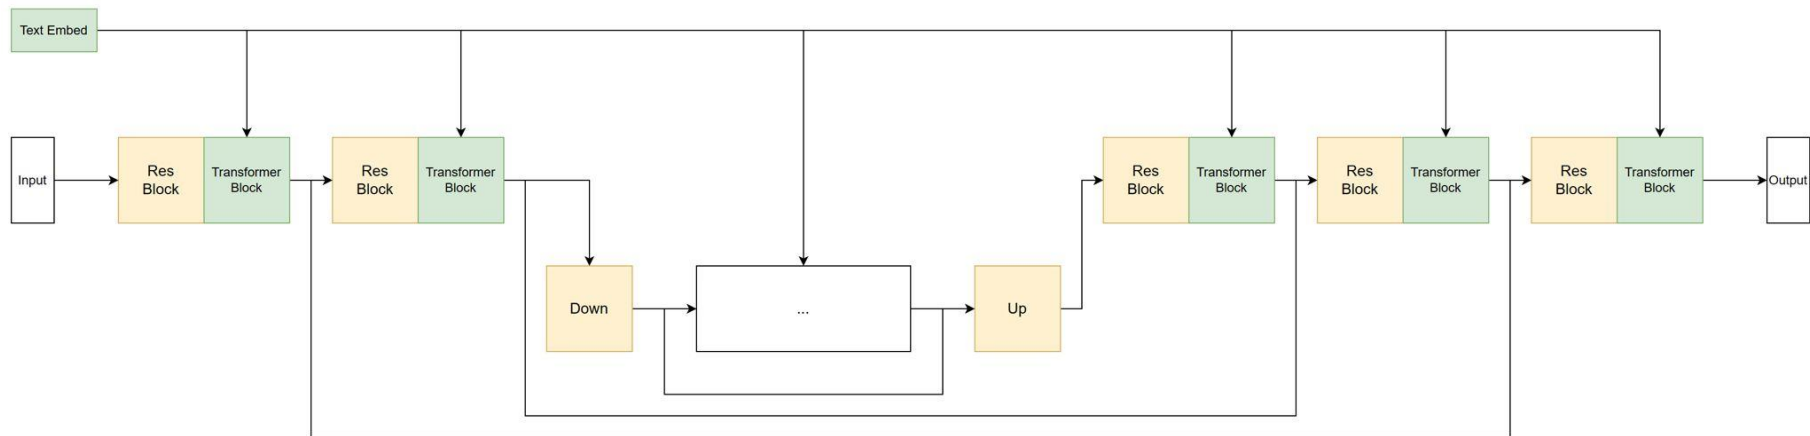 Text Embed
Input
Res
Block
Transformer
Block
Res
Block
Transformer
Block
Down
...
Up
Res
Block
Transformer
Block
Res
Block
Transformer
Block
Res
Block
Transformer
Block
Output